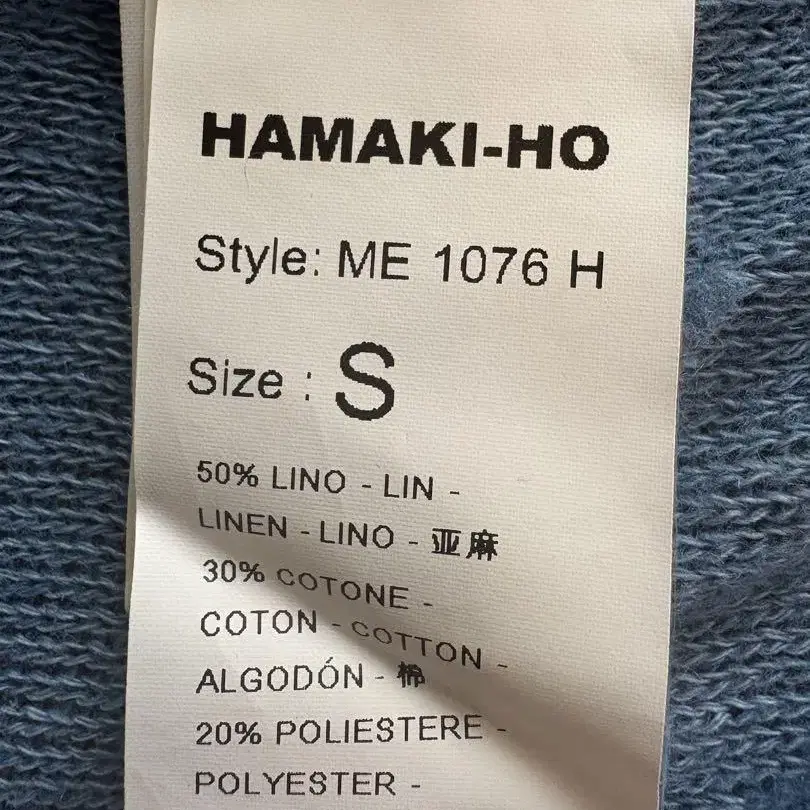 HAMAKI-HO
Style: ME 1076 H
Size : S
50% LINO - LIN -
LINEN - LINO - 亚麻
30% COTONE -
COTON - COTTON -
ALGODÓN - 棉
20% POLIESTERE -
POLYESTER -